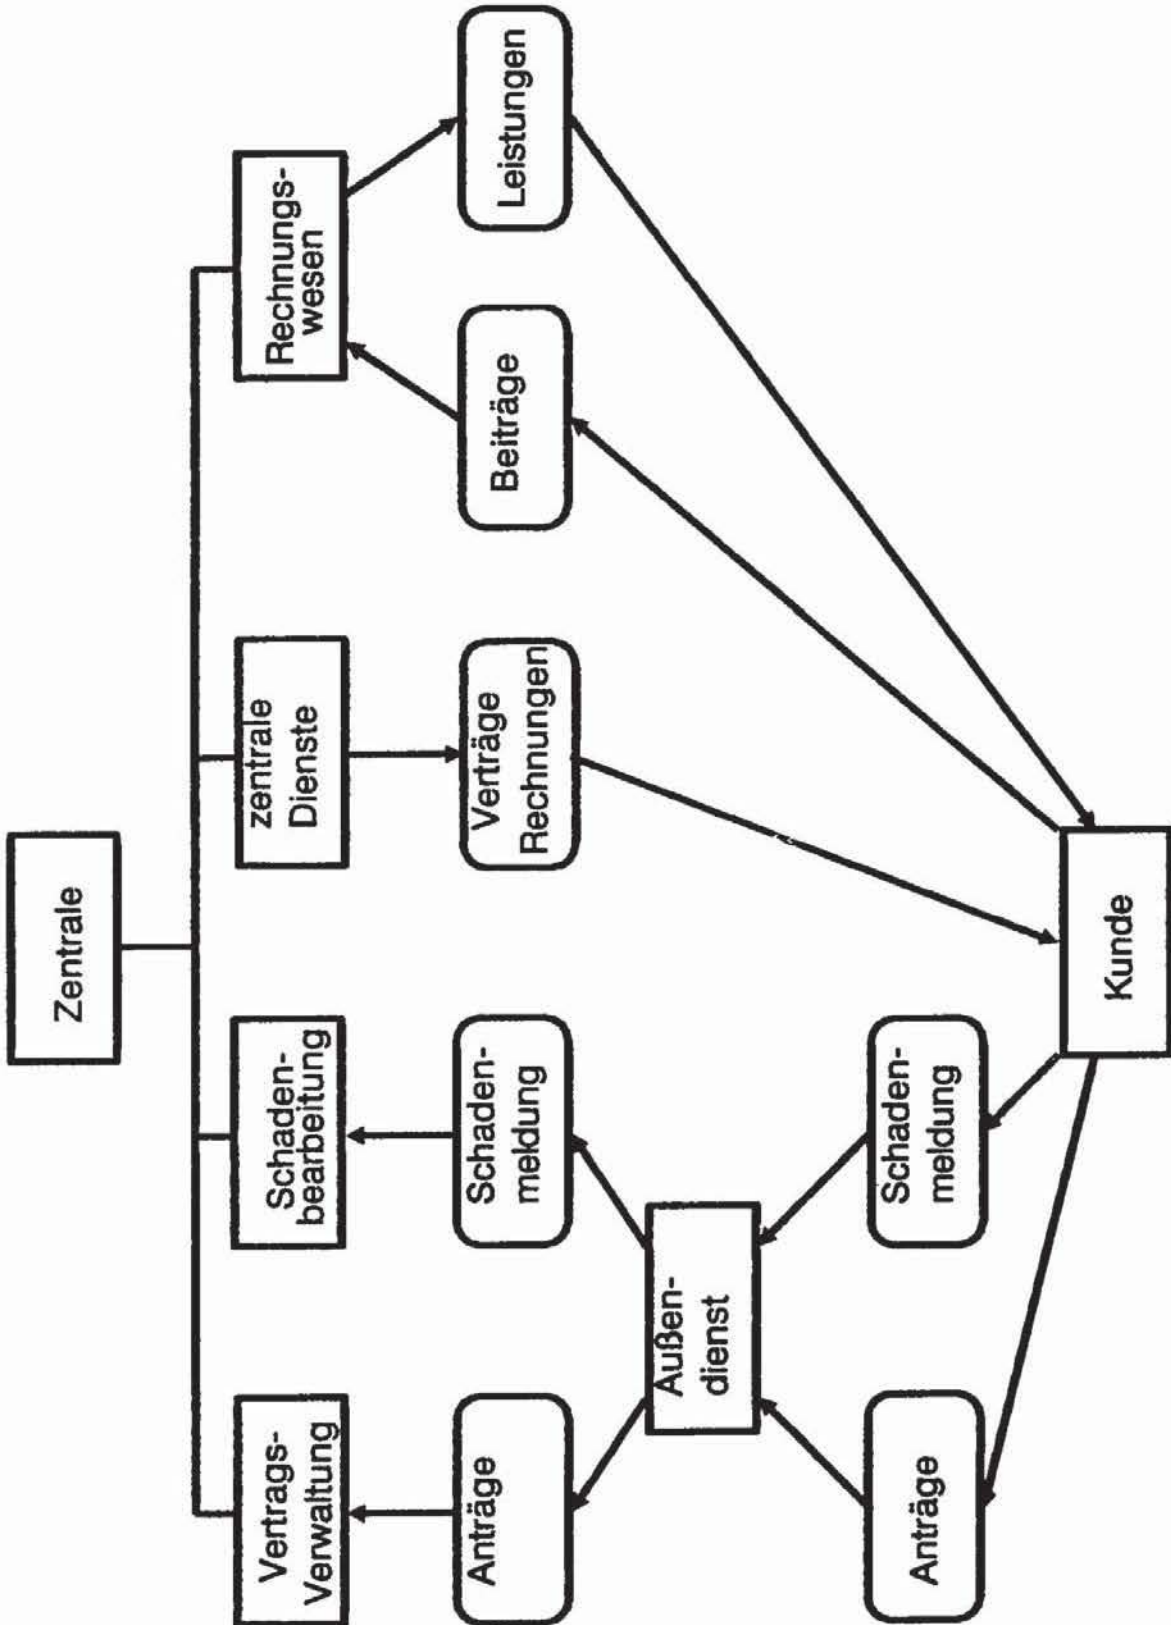 Zentrale
Vertrags-
Verwaltung
Schaden-
bearbeitung
zentrale
Dienste
Rechnungs-
wesen
Anträge
Schaden-
meldung
Verträge
Rechnungen
Beiträge
Leistungen
Außen-
dienst
Anträge
Schaden-
meldung
Kunde